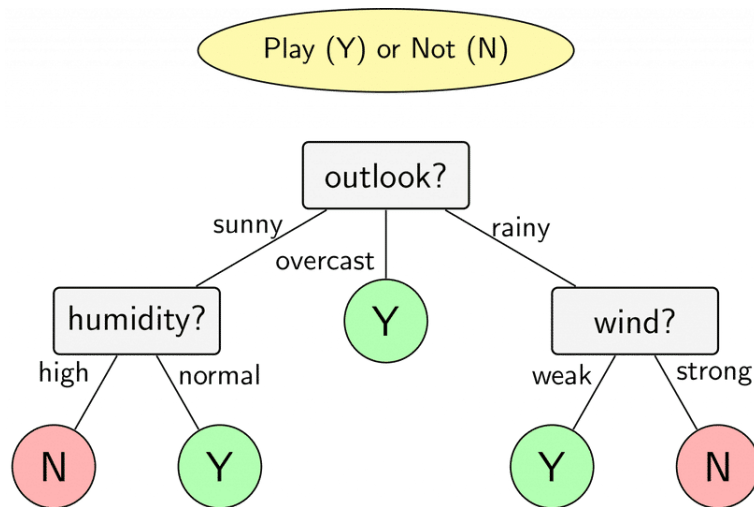 Play (Y) or Not (N)
outlook?
sunny
overcast
rainy
humidity?
Y
wind?
high
normal
weak
strong
N
Y
Y
N